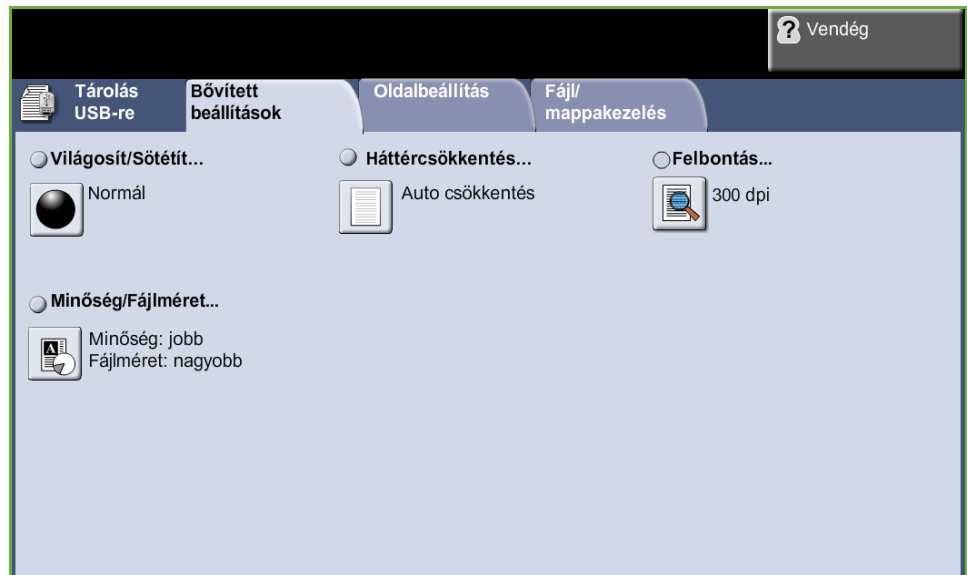 Vendég
Tárolás
USB-re
Bővített
beállítások
Oldalbeállítás
Fájl/
mappakezelés
Világosít/Sötétít...
Normál
Háttércsökkentés...
Auto csökkentés
Felbontás...
300 dpi
Minőség/Fájlméret...
Minőség: jobb
Fájlméret: nagyobb